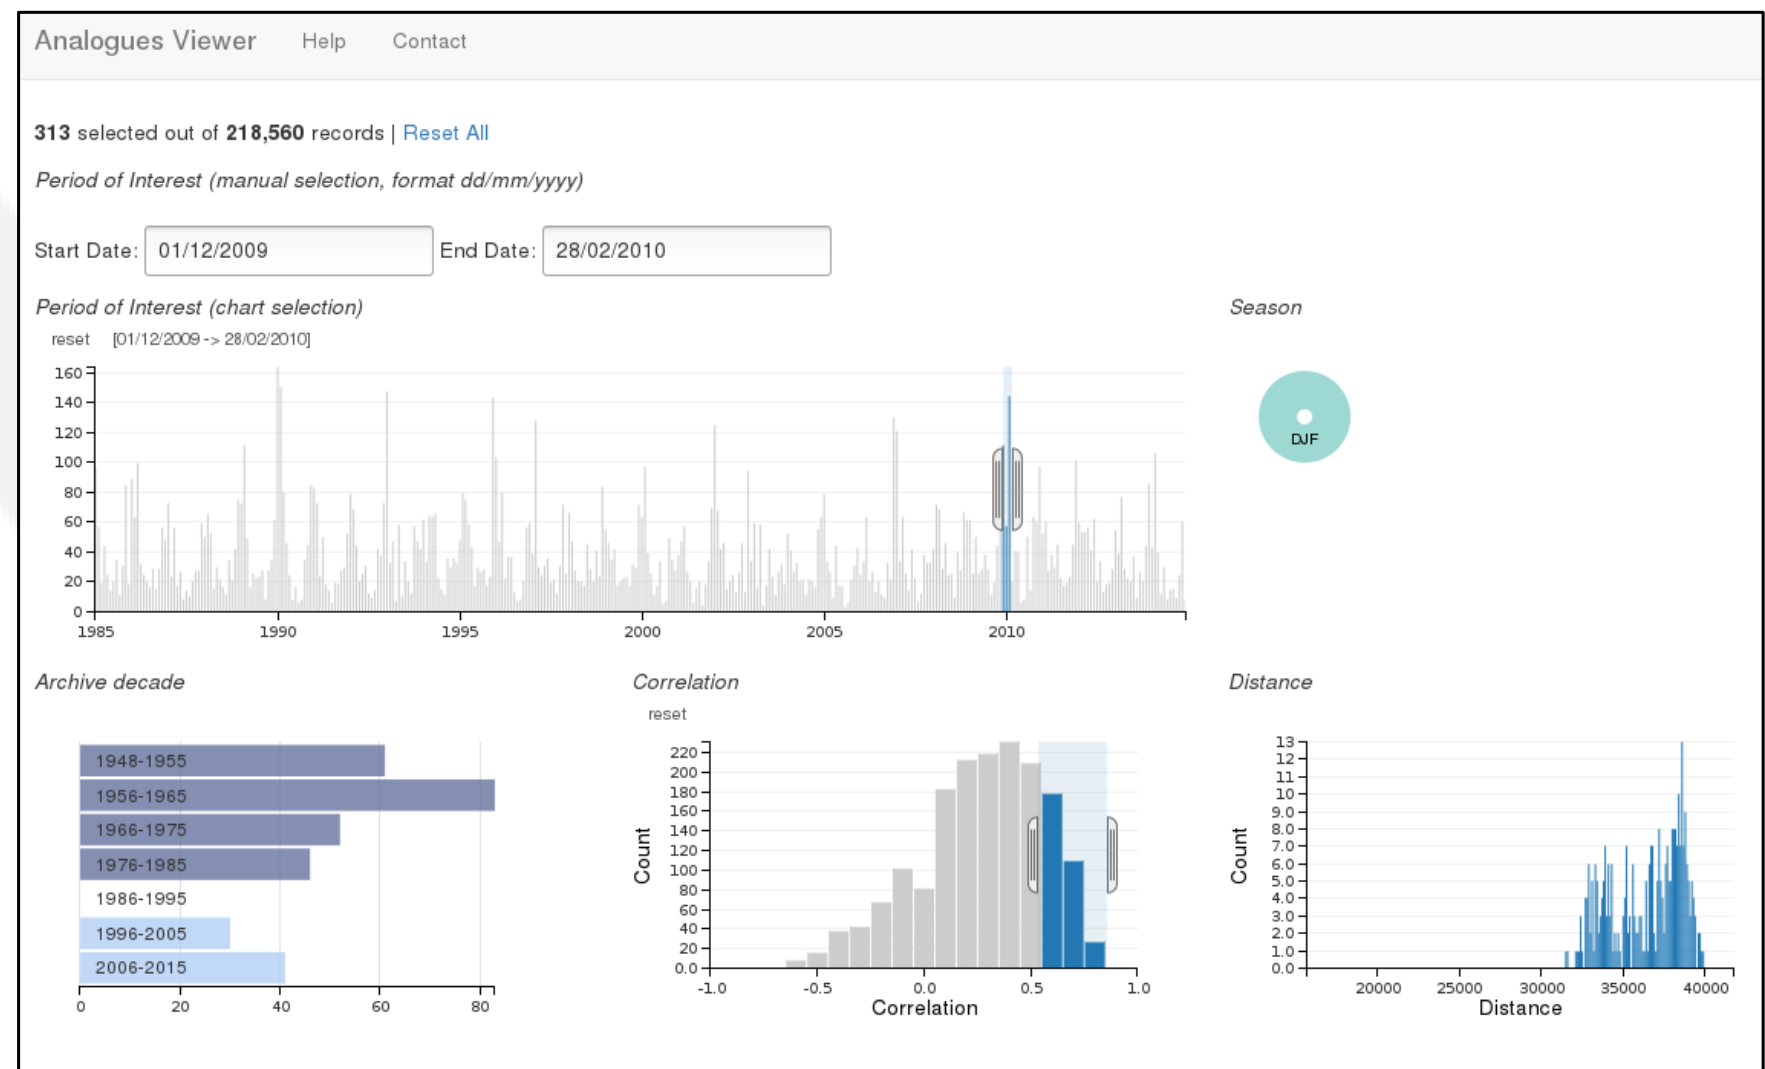 Analogues Viewer Help Contact
313 selected out of 218,560 records | Reset All
Period of Interest (manual selection, format dd/mm/yyyy)
Start Date: 01/12/2009 End Date: 28/02/2010
Period of Interest (chart selection)
reset [01/12/2009 -> 28/02/2010]
160
140
120
100
80
60
40
20
0
1985 1990 1995 2000 2005 2010
Season
DJF
Archive decade
1948-1955
1956-1965
1966-1975
1976-1985
1986-1995
1996-2005
2006-2015
0 20 40 60 80
Correlation
reset
220
200
180
160
140
120
100
80
60
40
20
0.0
Count
-1.0 -0.5 0.0 0.5 1.0
Correlation
Distance
13
12
11
10
9.0
8.0
7.0
6.0
5.0
4.0
3.0
2.0
1.0
0.0
Count
20000 25000 30000 35000 40000
Distance